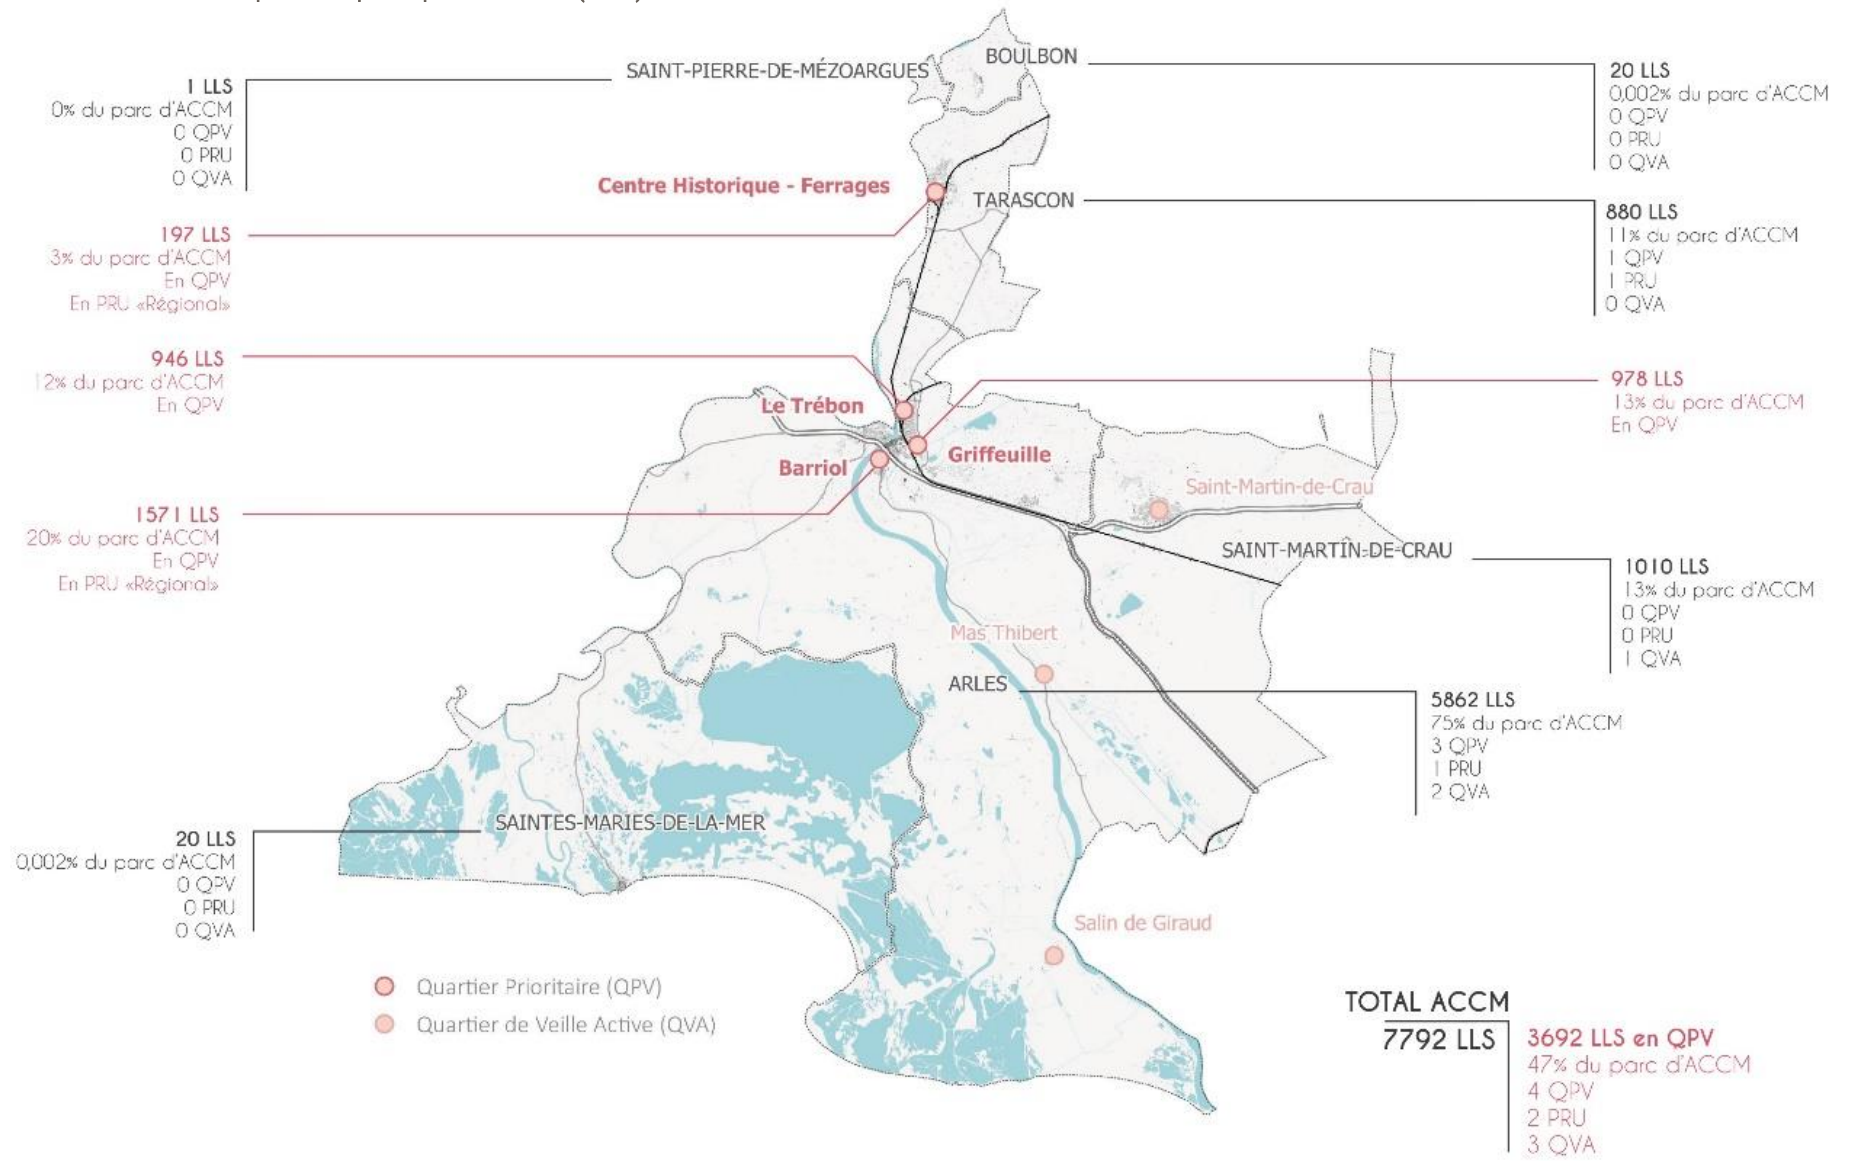 SAINT-PIERRE-DE-MÉZOARGUES
BOULBON
1 LLS
0% du parc d'ACCM
0 QPV
0 PRU
0 QVA
20 LLS
0,002% du parc d'ACCM
0 QPV
0 PRU
0 QVA
Centre Historique - Ferrages
TARASCON
197 LLS
3% du parc d'ACCM
En QPV
En PRU «Régional»
880 LLS
11% du parc d'ACCM
1 QPV
1 PRU
0 QVA
946 LLS
12% du parc d'ACCM
En QPV
978 LLS
13% du parc d'ACCM
En QPV
Le Trébon
Griffeuille
Barriol
Saint-Martin-de-Crau
1571 LLS
20% du parc d'ACCM
En QPV
En PRU «Régional»
SAINT-MARTIN-DE-CRAU
1010 LLS
13% du parc d'ACCM
0 QPV
0 PRU
1 QVA
Mas Thibert
ARLES
5862 LLS
75% du parc d'ACCM
3 QPV
1 PRU
2 QVA
SAINTES-MARIES-DE-LA-MER
20 LLS
0,002% du parc d'ACCM
0 QPV
0 PRU
0 QVA
Salin de Giraud
Quartier Prioritaire (QPV)
Quartier de Veille Active (QVA)
TOTAL ACCM
7792 LLS
3692 LLS en QPV
47% du parc d'ACCM
4 QPV
2 PRU
3 QVA